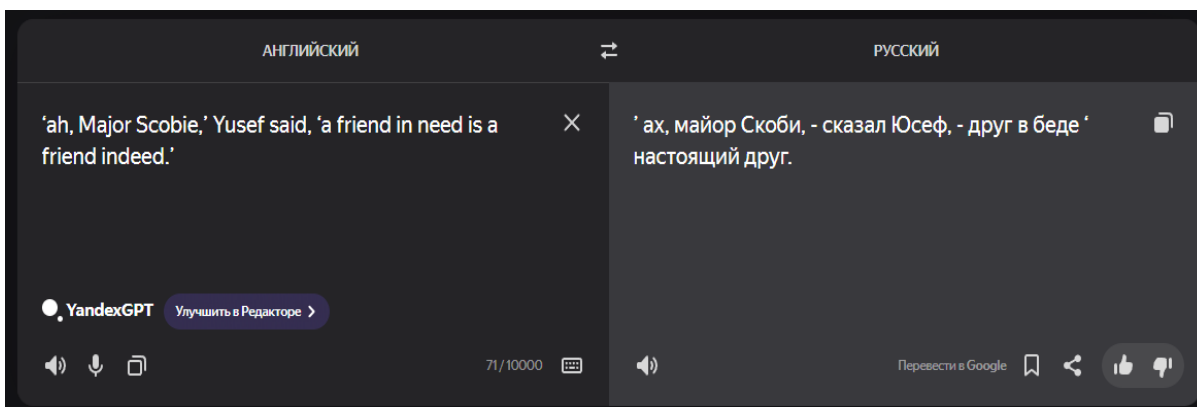 АНГЛИЙСКИЙ
РУССКИЙ
‘ah, Major Scobie,’ Yusef said, ‘a friend in need is a
friend indeed.’
’ ах, майор Скоби, - сказал Юсеф, - друг в беде ‘
настоящий друг.
YandexGPT Улучшить в Редакторе
71/10000
Перевести в Google